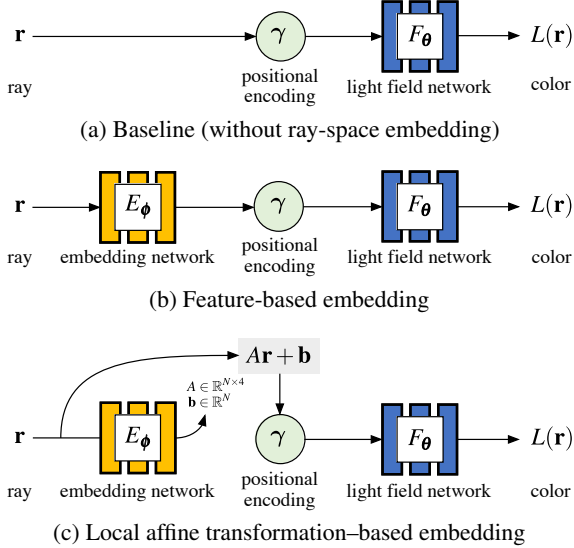 r γ F_θ L(r)
ray positional encoding light field network color
(a) Baseline (without ray-space embedding)
r E_ϕ γ F_θ L(r)
ray embedding network positional encoding light field network color
(b) Feature-based embedding
Ar + b
A ∈ ℝ^{N×4}
b ∈ ℝ^N
r E_ϕ γ F_θ L(r)
ray embedding network positional encoding light field network color
(c) Local affine transformation–based embedding